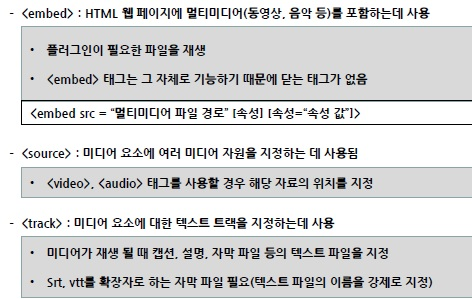 - <embed> : HTML 웹 페이지에 멀티미디어(동영상, 음악 등)를 포함하는데 사용
• 플러그인이 필요한 파일을 재생
• <embed> 태그는 그 자체로 기능하기 때문에 닫는 태그가 없음
<embed src = “멀티미디어 파일 경로” [속성] [속성=“속성 값”]>
- <source> : 미디어 요소에 여러 미디어 자원을 지정하는 데 사용됨
• <video>, <audio> 태그를 사용할 경우 해당 자료의 위치를 지정
- <track> : 미디어 요소에 대한 텍스트 트랙을 지정하는데 사용
• 미디어가 재생 될 때 캡션, 설명, 자막 파일 등의 텍스트 파일을 지정
• Srt, vtt를 확장자로 하는 자막 파일 필요(텍스트 파일의 이름을 강제로 지정)